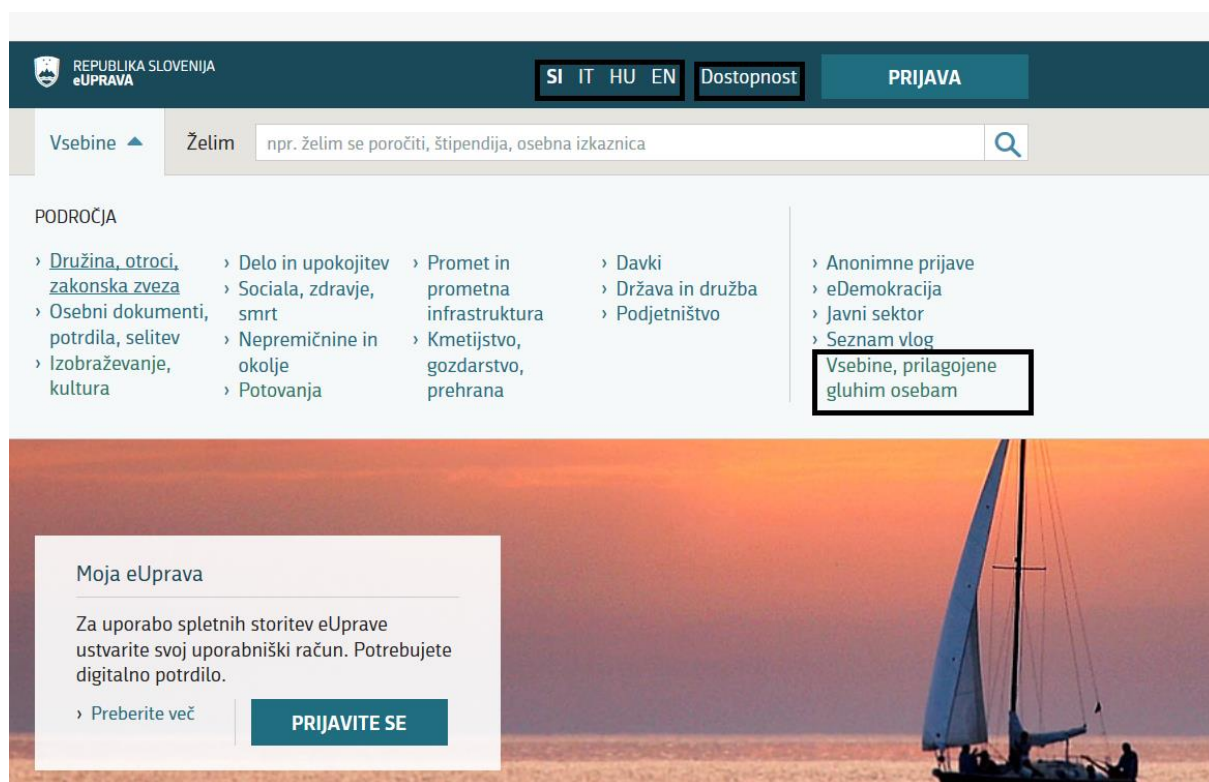 REPUBLIKA SLOVENIJA
eUPRAVA
SI IT HU EN Dostopnost PRIJAVA
Vsebine Želim npr. želim se poročiti, štipendija, osebna izkaznica
PODROČJA
› Družina, otroci,
zakonska zveza
› Osebni dokumenti,
potrdila, selitev
› Izobraževanje,
kultura
› Delo in upokojitev
› Sociala, zdravje,
smrt
› Nepremičnine in
okolje
› Potovanja
› Promet in
prometna
infrastruktura
› Kmetijstvo,
gozdarstvo,
prehrana
› Davki
› Država in družba
› Podjetništvo
› Anonimne prijave
› eDemokracija
› Javni sektor
› Seznam vlog
Vsebine, prilagojene
gluhim osebam
Moja eUprava
Za uporabo spletnih storitev eUprave
ustvarite svoj uporabniški račun. Potrebujete
digitalno potrdilo.
› Preberite več
PRIJAVITE SE